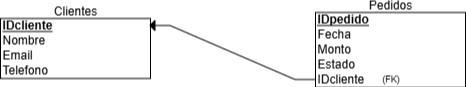 Clientes
IDcliente
Nombre
Email
Telefono
Pedidos
IDpedido
Fecha
Monto
Estado
IDcliente (FK)